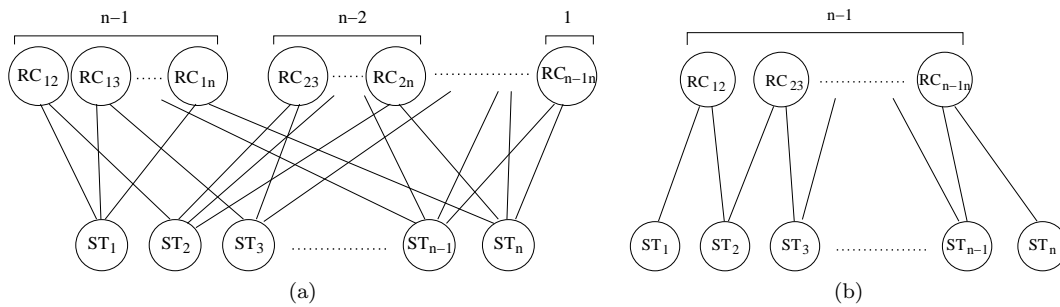 n−1 n−2 1 n−1
RC12 RC13 ..... RC1n RC23 ...... RC2n .................. RCn−1n RC12 RC23 ................ RCn−1n
ST1 ST2 ST3 .................. STn−1 STn ST1 ST2 ST3 .................. STn−1 STn
(a) (b)